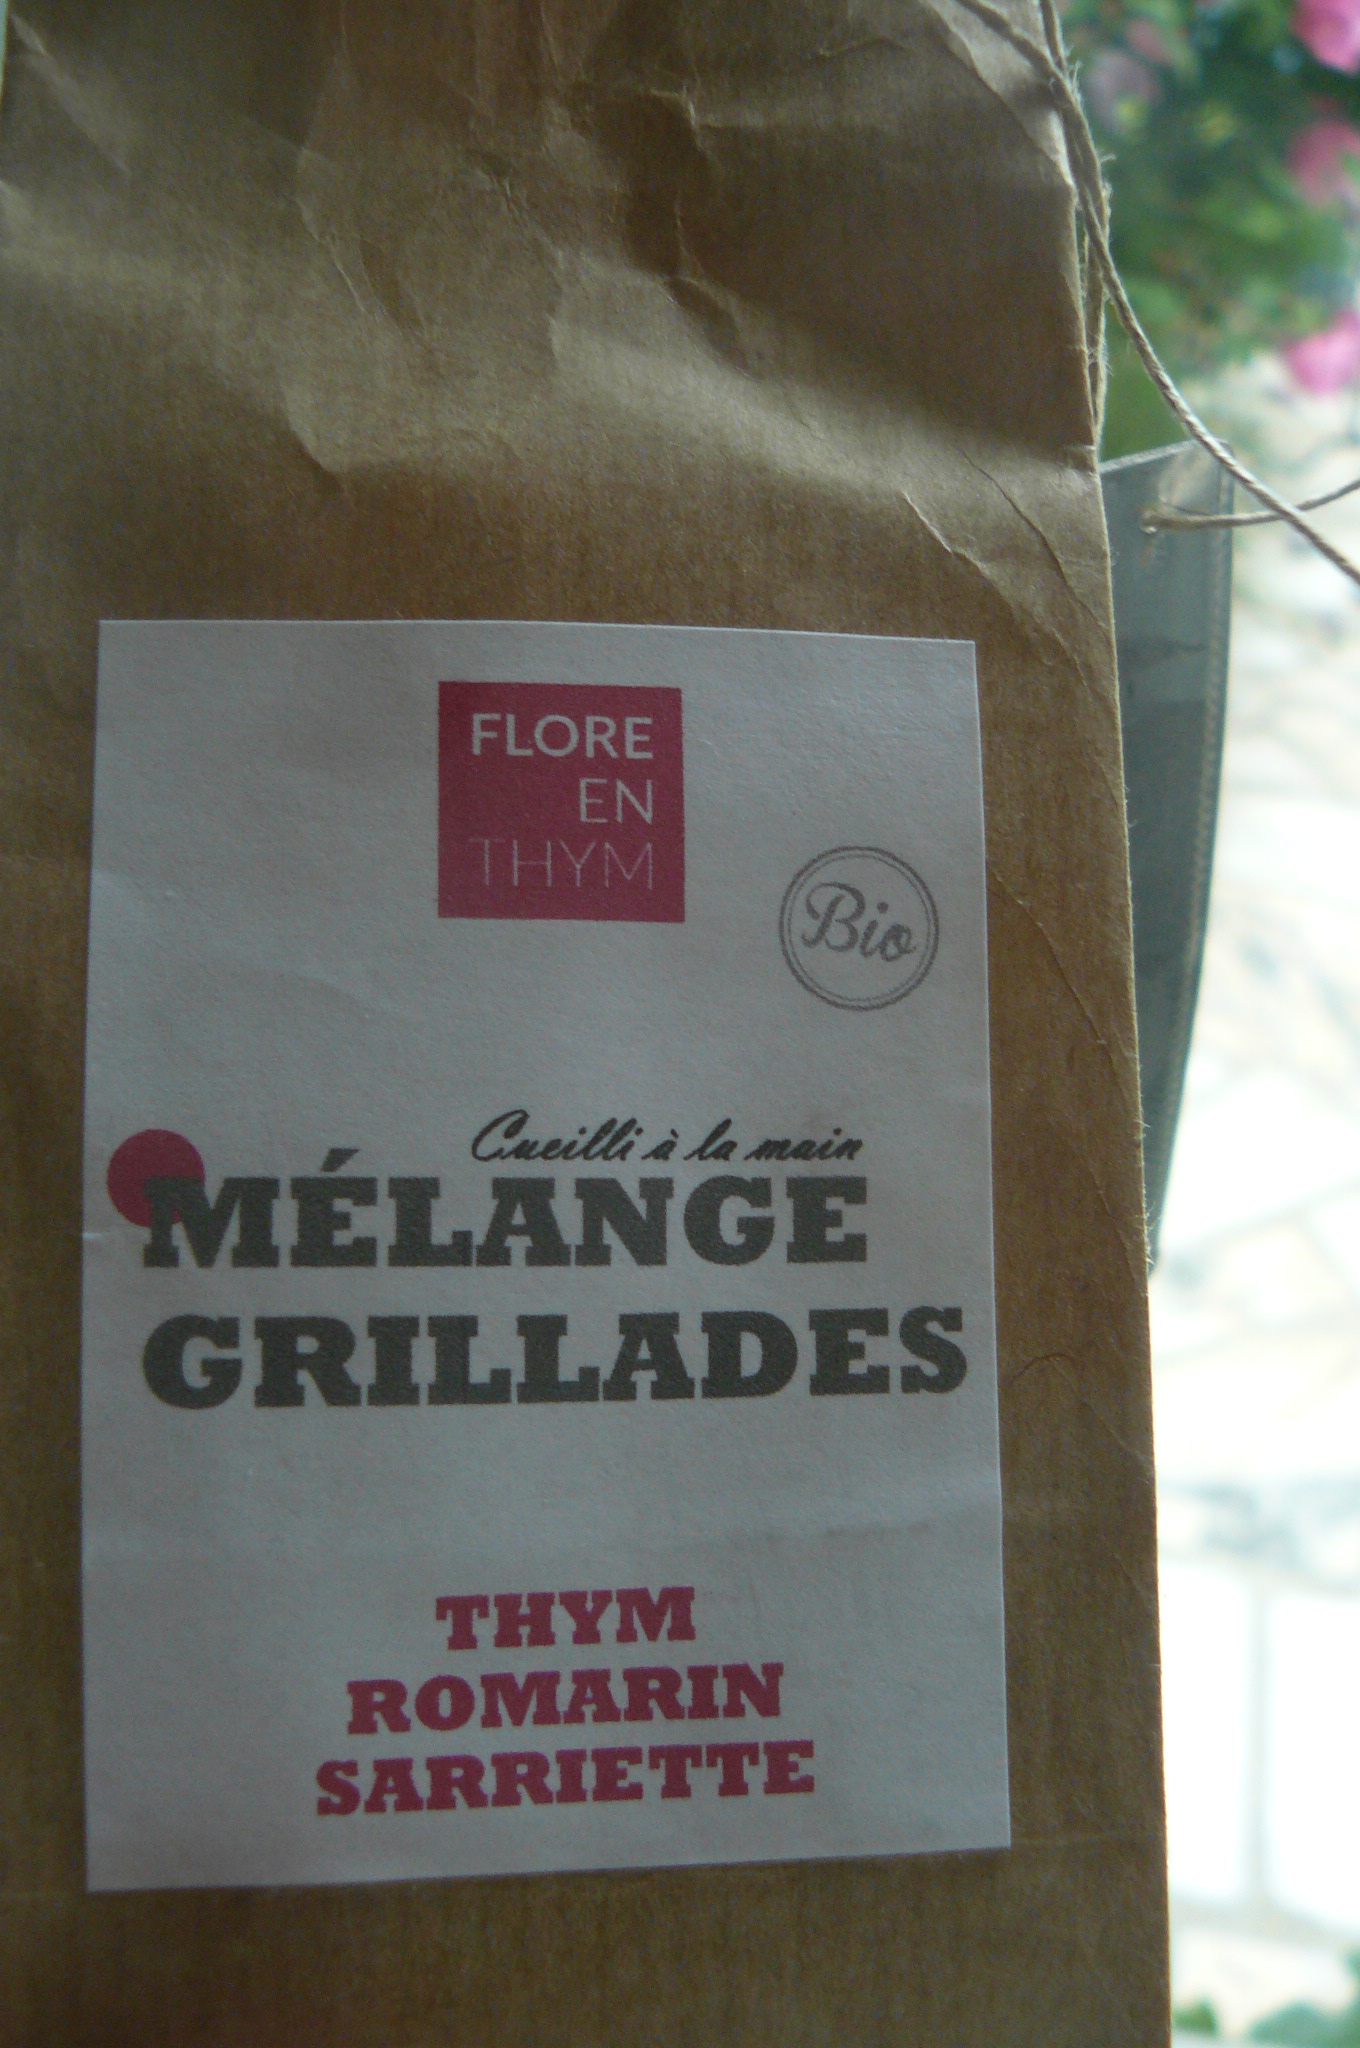 FLORE
EN
THYM
Bio
Cueilli à la main
MÉLANGE
GRILLADES
THYM
ROMARIN
SARRIETTE